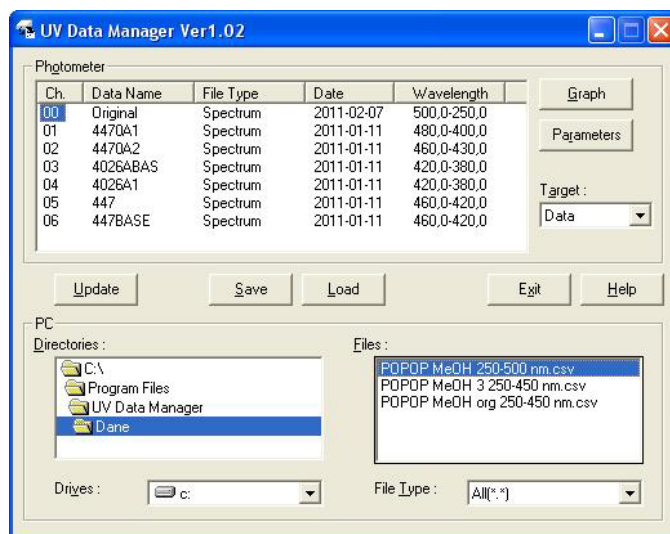 UV Data Manager Ver1.02
Photometer
Ch. Data Name File Type Date Wavelength
00 Original Spectrum 2011-02-07 500,0-250,0
01 4470A1 Spectrum 2011-01-11 480,0-400,0
02 4470A2 Spectrum 2011-01-11 460,0-430,0
03 4026ABAS Spectrum 2011-01-11 420,0-380,0
04 4026A1 Spectrum 2011-01-11 420,0-380,0
05 447 Spectrum 2011-01-11 460,0-420,0
06 447BASE Spectrum 2011-01-11 460,0-420,0
Graph
Parameters
Target :
Data
Update Save Load Exit Help
PC
Directories : Files :
C:\
Program Files
UV Data Manager
Dane
POPOP MeOH 250-500 nm.csv
POPOP MeOH 3 250-450 nm.csv
POPOP MeOH org 250-450 nm.csv
Drives : c: File Type : All(*.*)